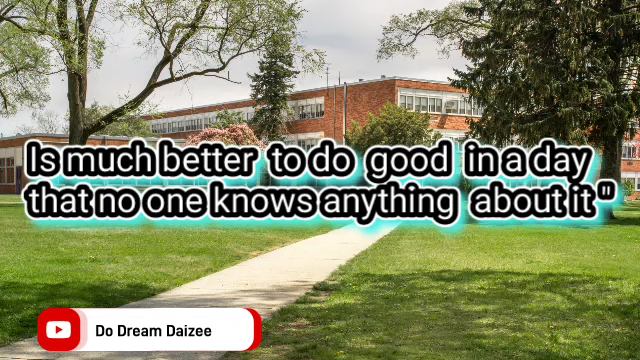 Is much better to do good in a day
that no one knows anything about it"
Do Dream Daizee